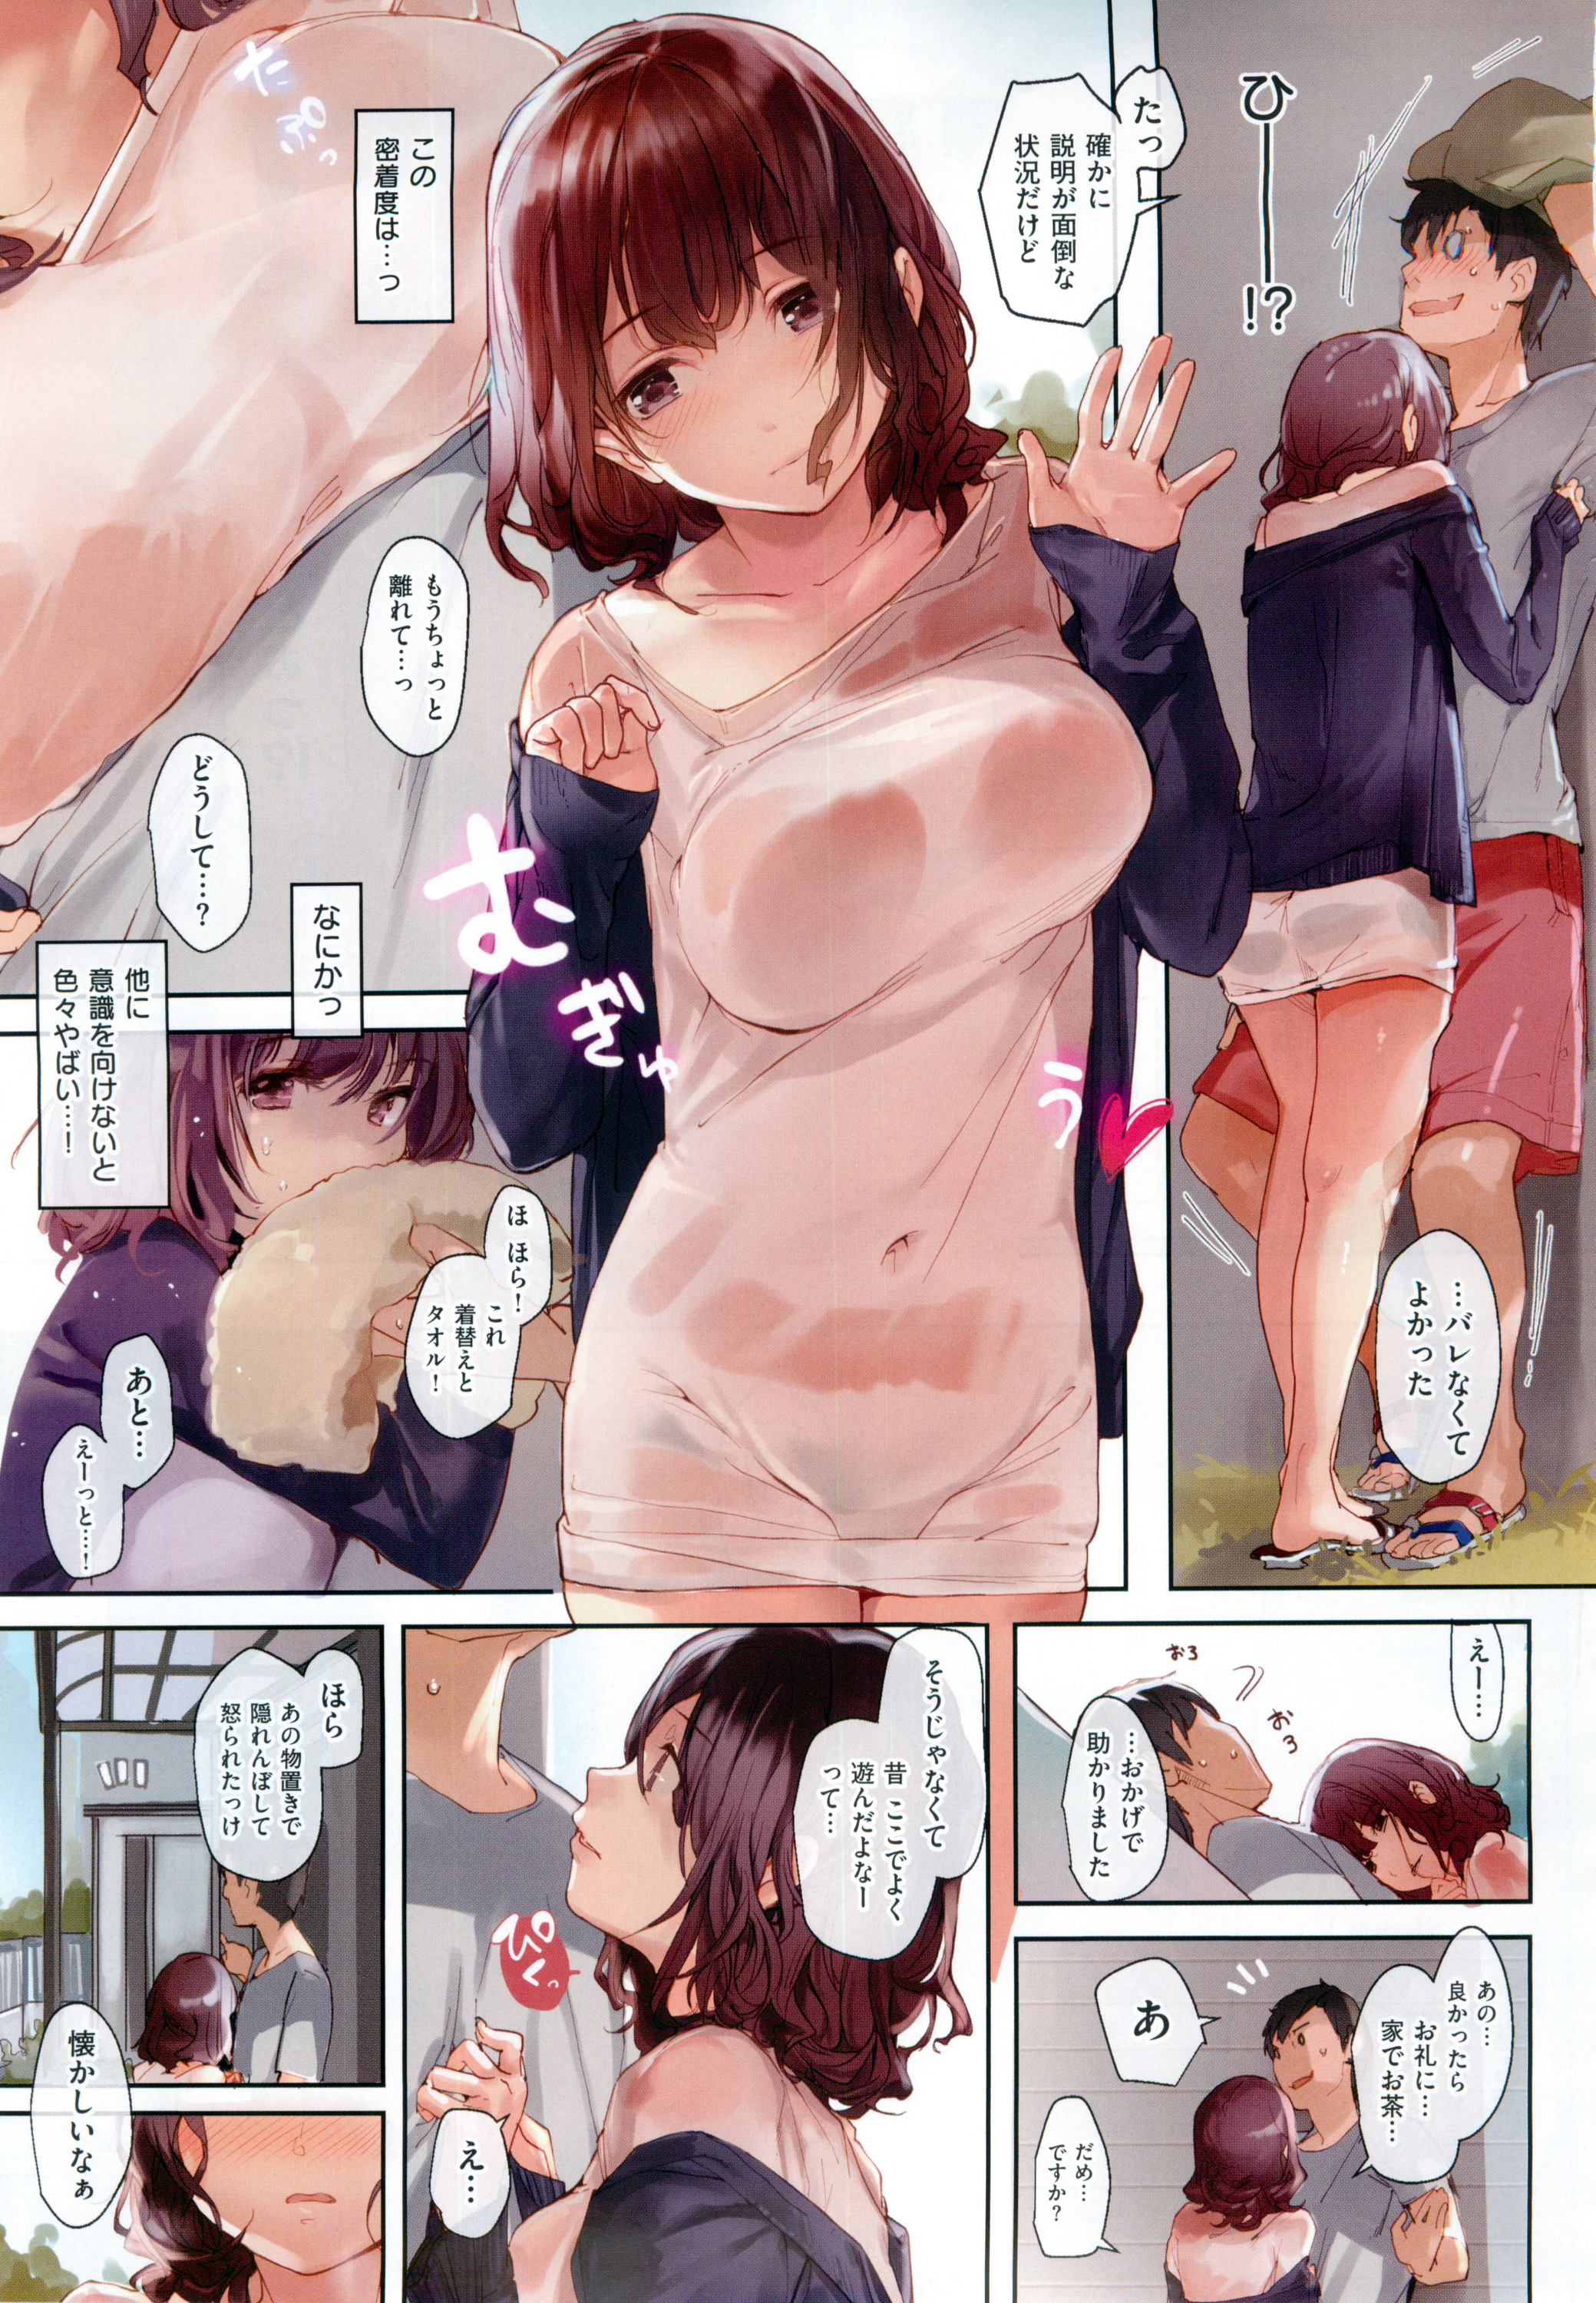 ひーーー!?
…バレなくて
よかった
たっ
確かに
説明が面倒な
状況だけど
むぎゅう
たぷっ
この
密着度は…っ
もうちょっと
離れて…っ
どうして…?
なにかっ
他に
意識を向けないと
色々やばい…!
ほ ほら!
これ
着替えと
タオル!
あと…
えーっと…!
えー…
おろ
おろ
…おかげで
助かりました
あの…
良かったら
お礼に…
家でお茶…
あ
だめ…
ですか?
そうじゃなくて
昔 ここでよく
遊んだよなー
って…
ぴくっ
え…
ほら
あの物置きで
隠れんぼして
怒られたっけ
懐かしいなぁ